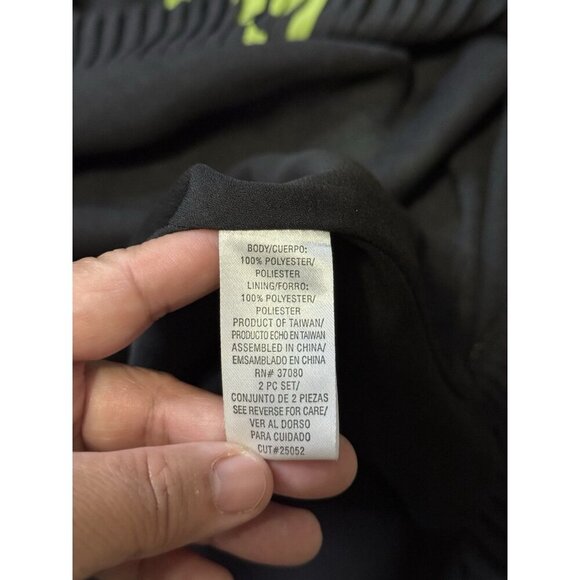 BODY/CUERPO:
100% POLYESTER/
POLIESTER
LINING/FORRO:
100% POLYESTER/
POLIESTER
PRODUCT OF TAIWAN/
PRODUCTO ECHO EN TAIWAN
ASSEMBLED IN CHINA/
EMSAMBLADO EN CHINA
RN# 37080
2 PC SET/
CONJUNTO DE 2 PIEZAS
SEE REVERSE FOR CARE/
VER AL DORSO
PARA CUIDADO
CUT#25052